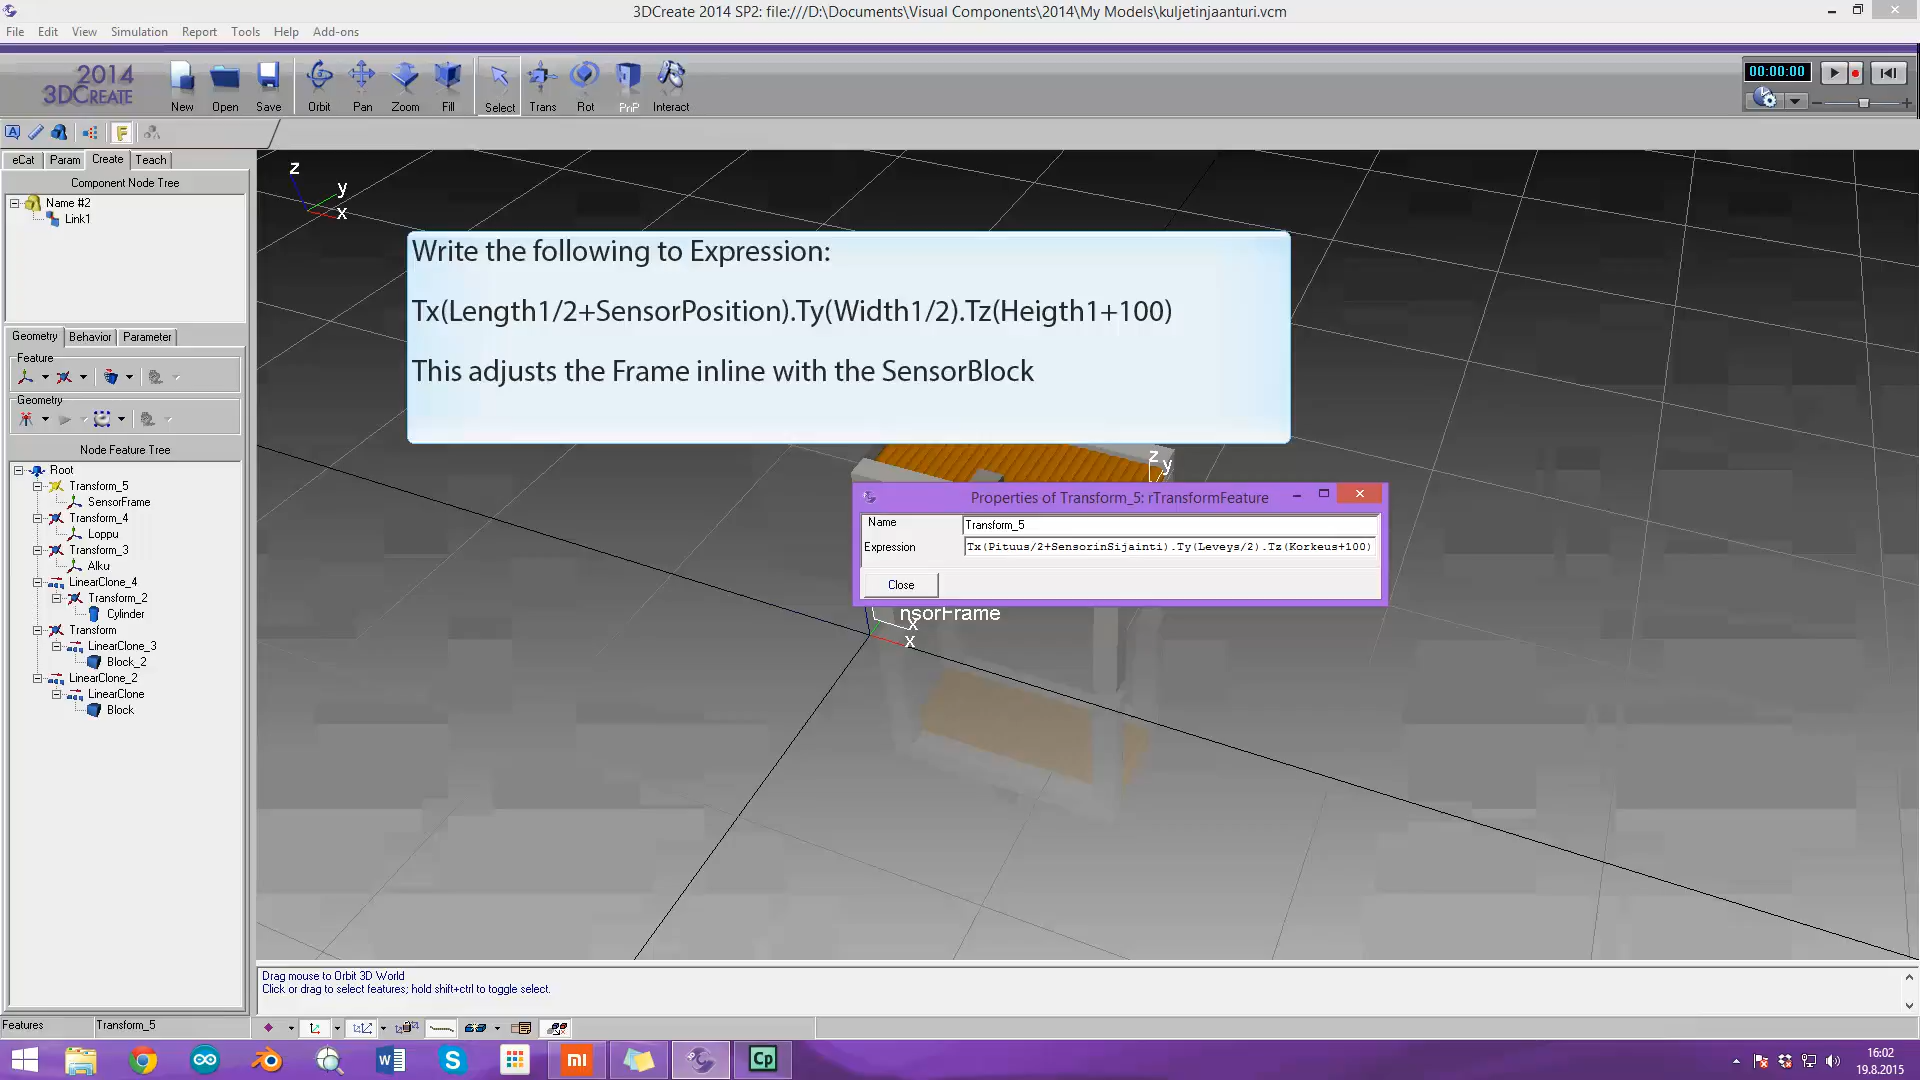 3DCreate 2014 SP2: file:///D:\Documents\Visual Components\2014\My Models\kuljetinjaanturi.vcm
File Edit View Simulation Report Tools Help Add-ons
2014
3DCREATE
New Open Save Orbit Pan Zoom Fill Select Trans Rot PnP Interact
00:00:00
eCat Param Create Teach
Component Node Tree
Name #2
Link1
Geometry Behavior Parameter
Feature
Geometry
Node Feature Tree
Root
Transform_5
SensorFrame
Transform_4
Loppu
Transform_3
Alku
LinearClone_4
Transform_2
Cylinder
Transform
LinearClone_3
Block_2
LinearClone_2
LinearClone
Block
z
y
x
Write the following to Expression:
Tx(Length1/2+SensorPosition).Ty(Width1/2).Tz(Heigth1+100)
This adjusts the Frame inline with the SensorBlock
z
y
Properties of Transform_5: rTransformFeature
Name Transform_5
Expression Tx(Pituus/2+SensorinSijainti).Ty(Leveys/2).Tz(Korkeus+100)
Close
nsorFrame
x
x
Drag mouse to Orbit 3D World
Click or drag to select features; hold shift+ctrl to toggle select.
Features Transform_5
mi
Cp
16:02
19.8.2015